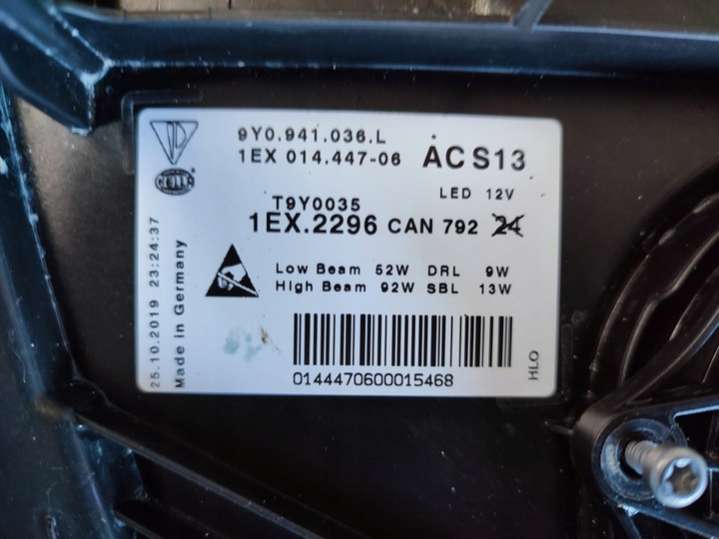 9Y0.941.036.L
1EX 014.447-06 ACS13
LED 12V
T9Y0035
1EX.2296 CAN 792 24
Low Beam 52W DRL 9W
High Beam 92W SBL 13W
0144470600015468
HLO
25.10.2019 23:24:37
Made in Germany
HELLA